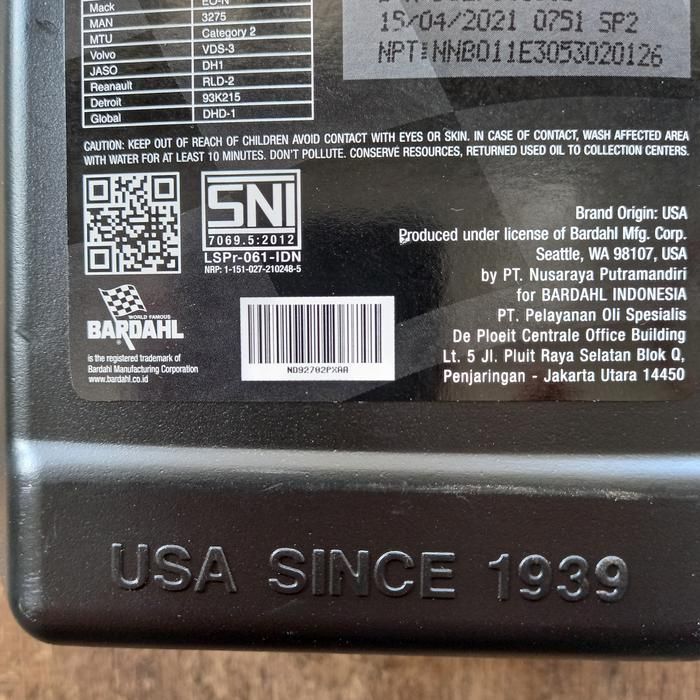 Mack EO-N
MAN 3275
MTU Category 2
Volvo VDS-3
JASO DH1
Reanault RLD-2
Detroit 93K215
Global DHD-1
15/04/2021 0751 SP2
NPT:NNB011E3053020126
CAUTION: KEEP OUT OF REACH OF CHILDREN AVOID CONTACT WITH EYES OR SKIN. IN CASE OF CONTACT, WASH AFFECTED AREA
WITH WATER FOR AT LEAST 10 MINUTES. DON'T POLLUTE. CONSERVE RESOURCES, RETURNED USED OIL TO COLLECTION CENTERS.
SNI
7069.5:2012
LSPr-061-IDN
NRP: 1-151-027-210248-5
WORLD FAMOUS
BARDAHL
is the registered trademark of
Bardahl Manufacturing Corporation
www.bardahl.co.id
ND92702PXAA
Brand Origin: USA
Produced under license of Bardahl Mfg. Corp.
Seattle, WA 98107, USA
by PT. Nusaraya Putramandiri
for BARDAHL INDONESIA
PT. Pelayanan Oli Spesialis
De Ploeit Centrale Office Building
Lt. 5 Jl. Pluit Raya Selatan Blok Q,
Penjaringan - Jakarta Utara 14450
USA SINCE 1939